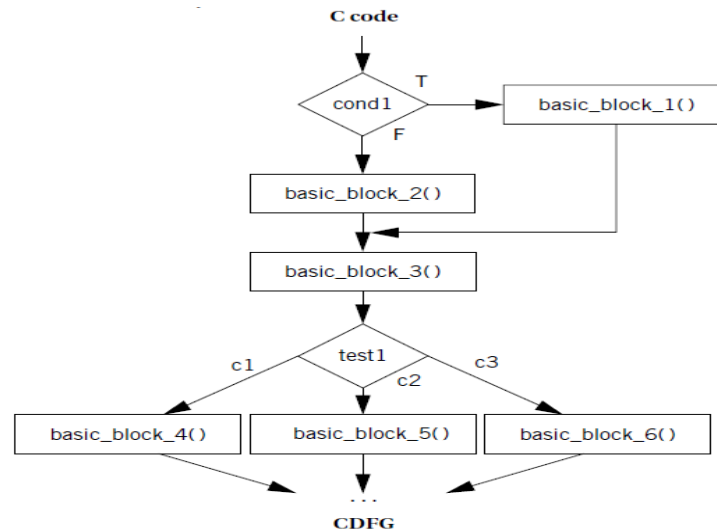 C code
T
cond1
basic_block_1()
F
basic_block_2()
basic_block_3()
c1
test1
c2
c3
basic_block_4()
basic_block_5()
basic_block_6()
...
CDFG